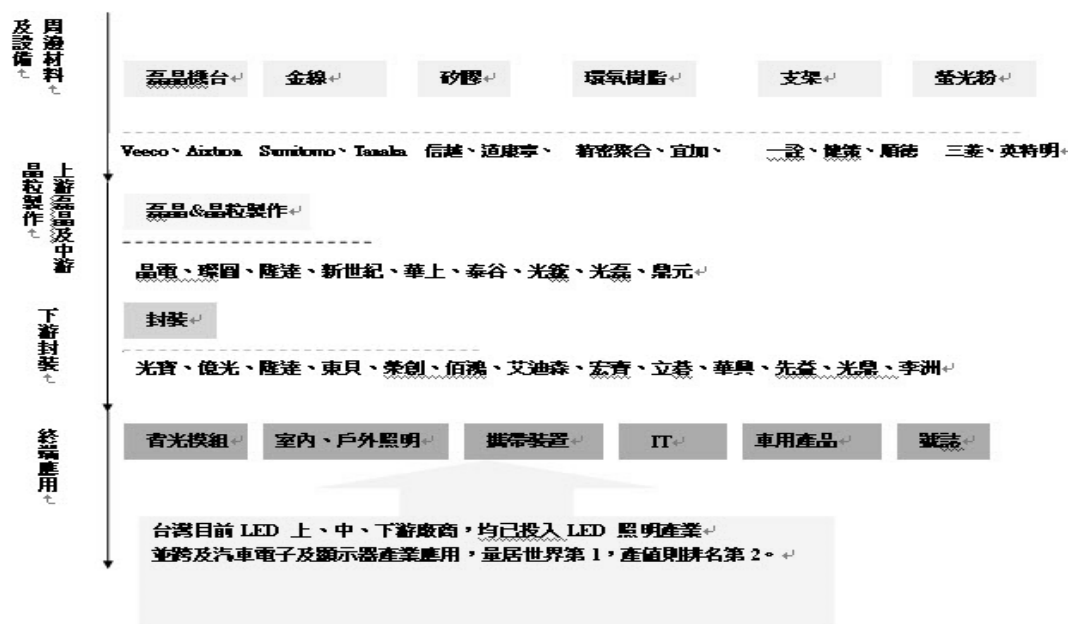 周邊材料
及設備
磊晶機台 金線 矽膠 環氧樹脂 支架 螢光粉
Veeco、Aixtron Sumitomo、Tanaka 信越、道康寧、 精密聚合、宜加、 一詮、健策、順德 三菱、英特明
上游磊晶及中游
晶粒製作
磊晶&晶粒製作
晶電、璨圓、隆達、新世紀、華上、泰谷、光鋐、光磊、鼎元
下游封裝
封裝
光寶、億光、隆達、東貝、榮創、佰鴻、艾迪森、宏齊、立碁、華興、先益、光鼎、李洲
終端應用
背光模組 室內、戶外照明 攜帶裝置 IT 車用產品 號誌
台灣目前 LED 上、中、下游廠商，均已投入 LED 照明產業
並跨及汽車電子及顯示器產業應用，量居世界第 1，產值則排名第 2。